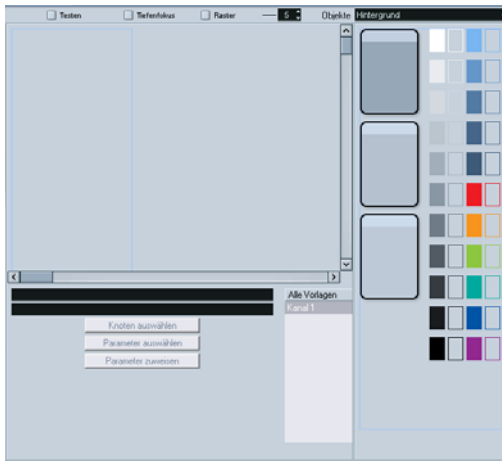 Testen Tiefenfokus Raster 5 Objekte Hintergrund
Alle Vorlagen
Kanal 1
Knoten auswählen
Parameter auswählen
Parameter zuweisen